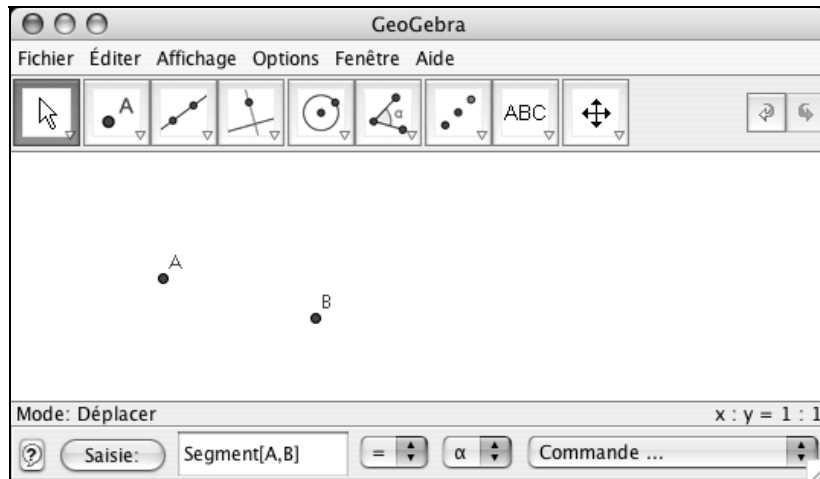 GeoGebra
Fichier Éditer Affichage Options Fenêtre Aide
A α ABC
A
B
Mode: Déplacer x : y = 1 : 1
? Saisie: Segment[A,B] = α Commande ...